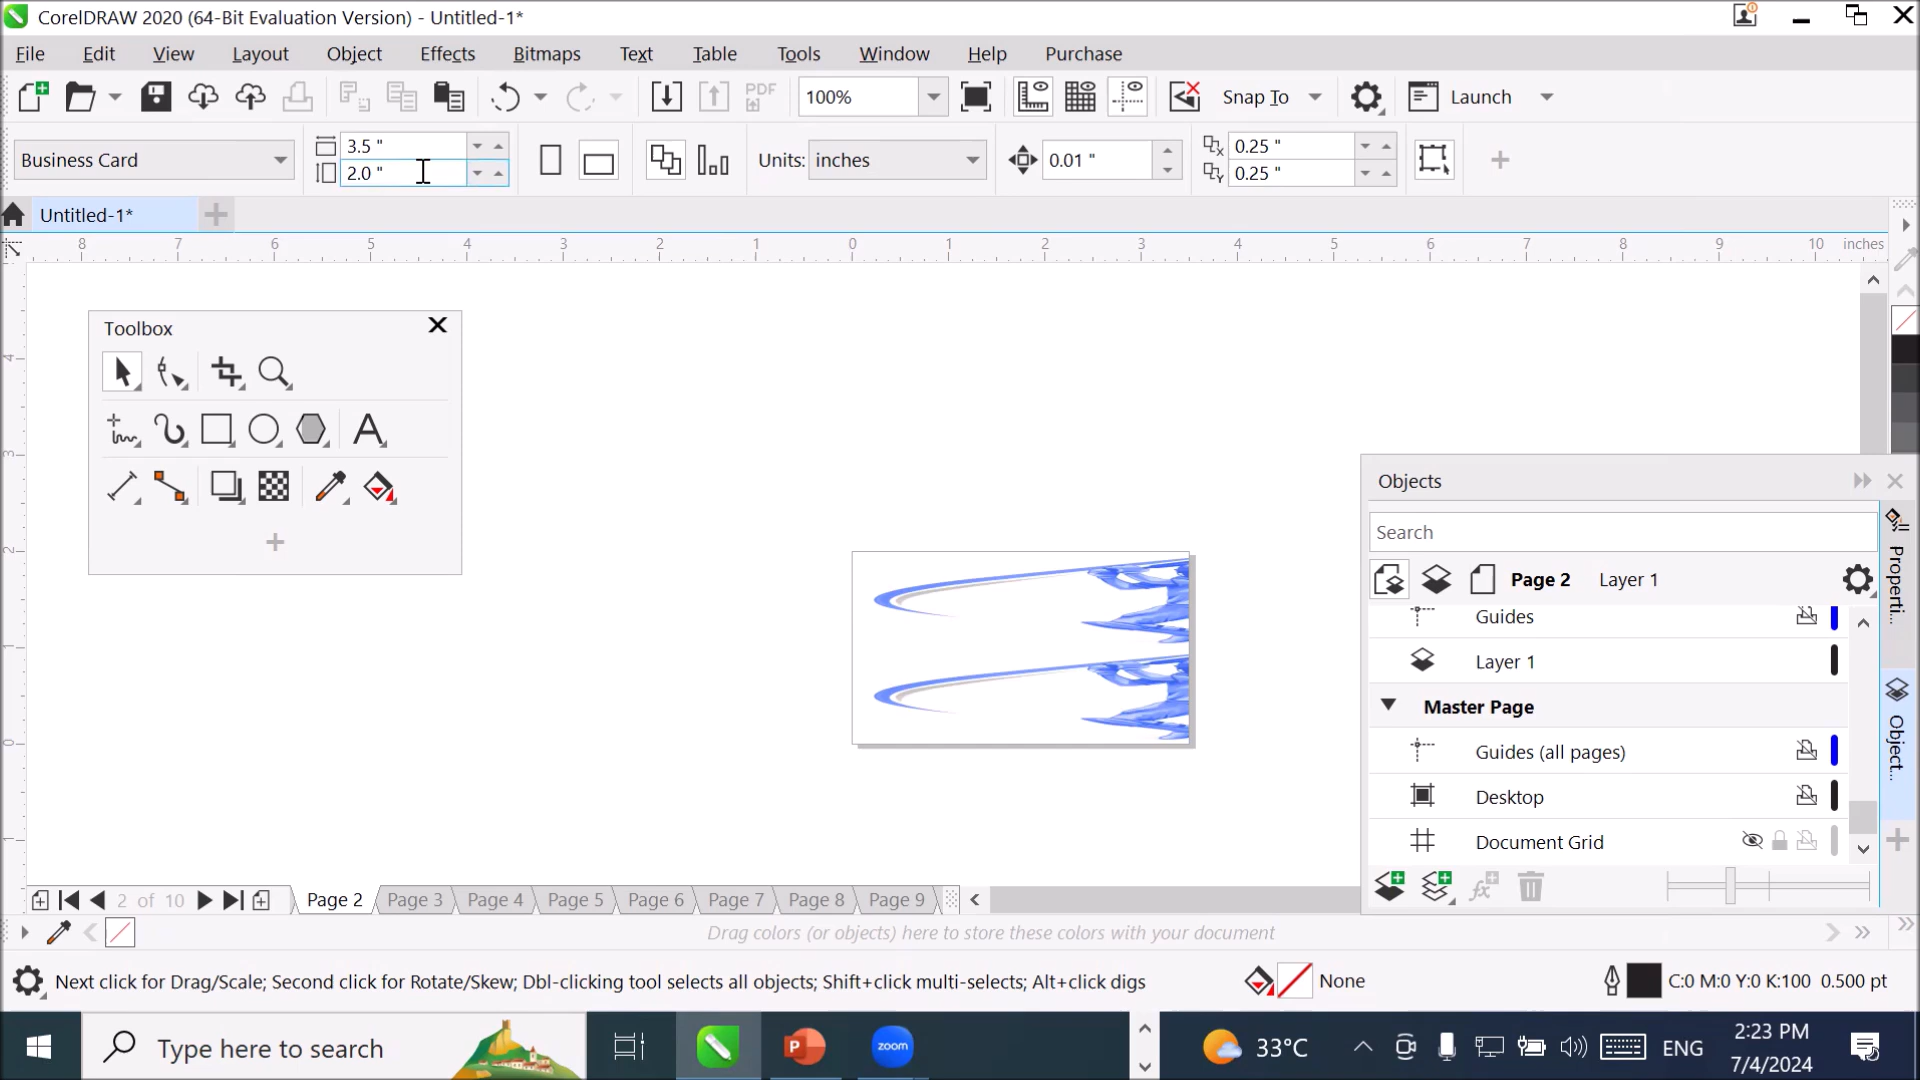 CorelDRAW 2020 (64-Bit Evaluation Version) - Untitled-1*
File Edit View Layout Object Effects Bitmaps Text Table Tools Window Help Purchase
PDF 100% Snap To Launch
Business Card 3.5 " Units: inches 0.01 " 0.25 "
2.0 " 0.25 "
Untitled-1*
8 7 6 5 4 3 2 1 0 1 2 3 4 5 6 7 8 9 10 inches
Toolbox
4
3
2
1
0
1
Objects
Search
Page 2 Layer 1
Guides
Layer 1
Master Page
Guides (all pages)
Desktop
Document Grid
Properti...
Object...
2 of 10 Page 2 Page 3 Page 4 Page 5 Page 6 Page 7 Page 8 Page 9
Drag colors (or objects) here to store these colors with your document
Next click for Drag/Scale; Second click for Rotate/Skew; Dbl-clicking tool selects all objects; Shift+click multi-selects; Alt+click digs None C:0 M:0 Y:0 K:100 0.500 pt
Type here to search P zoom 33°C ENG 2:23 PM
7/4/2024